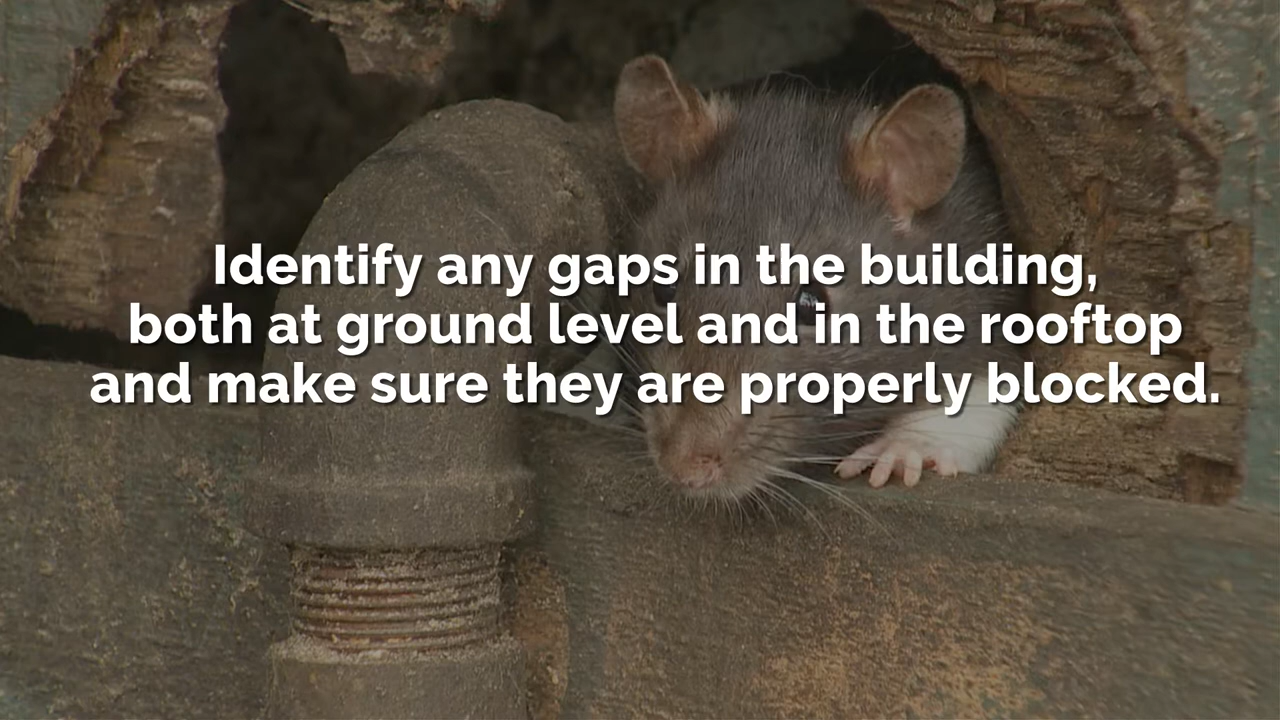 Identify any gaps in the building,
both at ground level and in the rooftop
and make sure they are properly blocked.